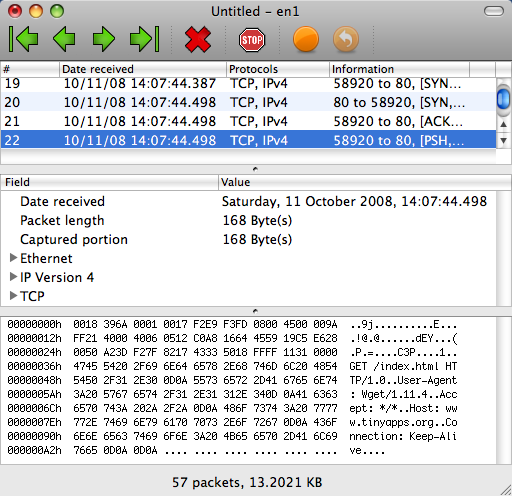 Untitled – en1
STOP
# Date received Protocols Information
19 10/11/08 14:07:44.387 TCP, IPv4 58920 to 80, [SYN...
20 10/11/08 14:07:44.498 TCP, IPv4 80 to 58920, [SYN,...
21 10/11/08 14:07:44.498 TCP, IPv4 58920 to 80, [ACK...
22 10/11/08 14:07:44.498 TCP, IPv4 58920 to 80, [PSH,...
Field Value
Date received Saturday, 11 October 2008, 14:07:44.498
Packet length 168 Byte(s)
Captured portion 168 Byte(s)
Ethernet
IP Version 4
TCP
00000000h 0018 396A 0001 0017 F2E9 F3FD 0800 4500 009A ..9j..........E...
00000012h FF21 4000 4006 0512 C0A8 1664 4559 19C5 E628 .!@.@......dEY...(
00000024h 0050 A23D F27F 8217 4333 5018 FFFF 1131 0000 .P.=....C3P....1..
00000036h 4745 5420 2F69 6E64 6578 2E68 746D 6C20 4854 GET /index.html HT
00000048h 5450 2F31 2E30 0D0A 5573 6572 2D41 6765 6E74 TP/1.0..User-Agent
0000005Ah 3A20 5767 6574 2F31 2E31 312E 340D 0A41 6363 : Wget/1.11.4..Acc
0000006Ch 6570 743A 202A 2F2A 0D0A 486F 7374 3A20 7777 ept: */*..Host: ww
0000007Eh 772E 7469 6E79 6170 7073 2E6F 7267 0D0A 436F w.tinyapps.org..Co
00000090h 6E6E 6563 7469 6F6E 3A20 4B65 6570 2D41 6C69 nnection: Keep-Ali
000000A2h 7665 0D0A 0D0A .... .... .... .... .... .... ve....
57 packets, 13.2021 KB